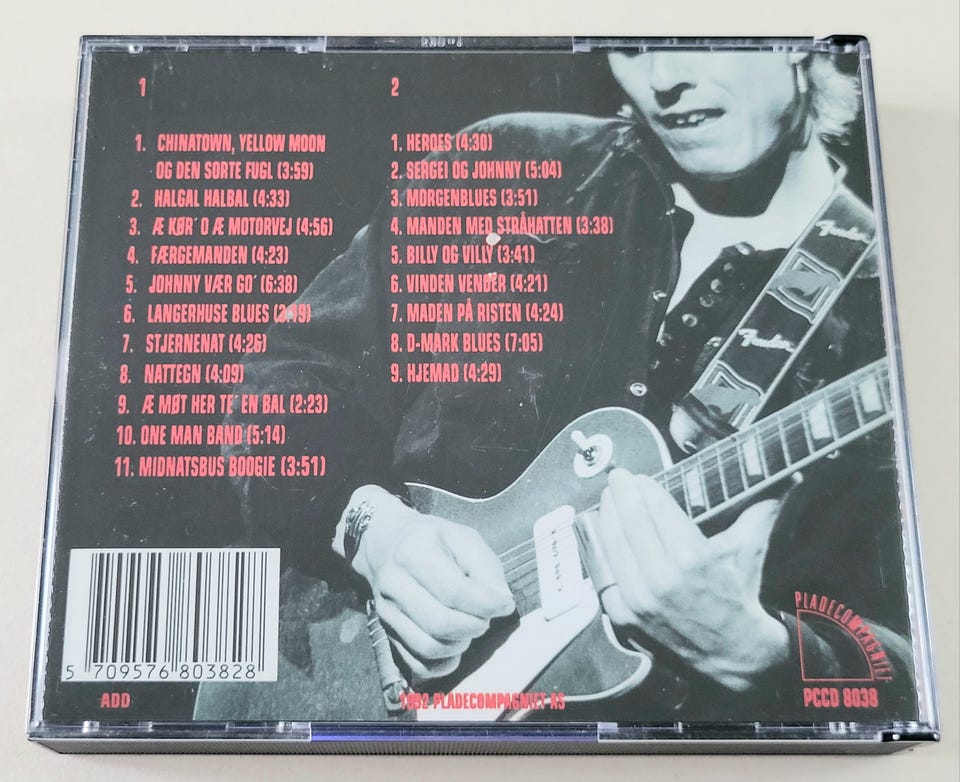 1
1. CHINATOWN, YELLOW MOON
OG DEN SORTE FUGL (3:59)
2. HALGAL HALBAL (4:33)
3. Æ KØR´ O Æ MOTORVEJ (4:56)
4. FÆRGEMANDEN (4:23)
5. JOHNNY VÆR GO´ (6:38)
6. LANGERHUSE BLUES (3:19)
7. STJERNENAT (4:26)
8. NATTEGN (4:09)
9. Æ MØT HER TE´ EN BAL (2:23)
10. ONE MAN BAND (5:14)
11. MIDNATSBUS BOOGIE (3:51)
2
1. HEROES (4:30)
2. SERGEI OG JOHNNY (5:04)
3. MORGENBLUES (3:51)
4. MANDEN MED STRÅHATTEN (3:38)
5. BILLY OG VILLY (3:41)
6. VINDEN VENDER (4:21)
7. MADEN PÅ RISTEN (4:24)
8. D-MARK BLUES (7:05)
9. HJEMAD (4:29)
Fender
Fender
5 709576 803828
ADD
1992 PLADECOMPAGNIET AS
PLADECOMPAGNIET
PCCD 8038